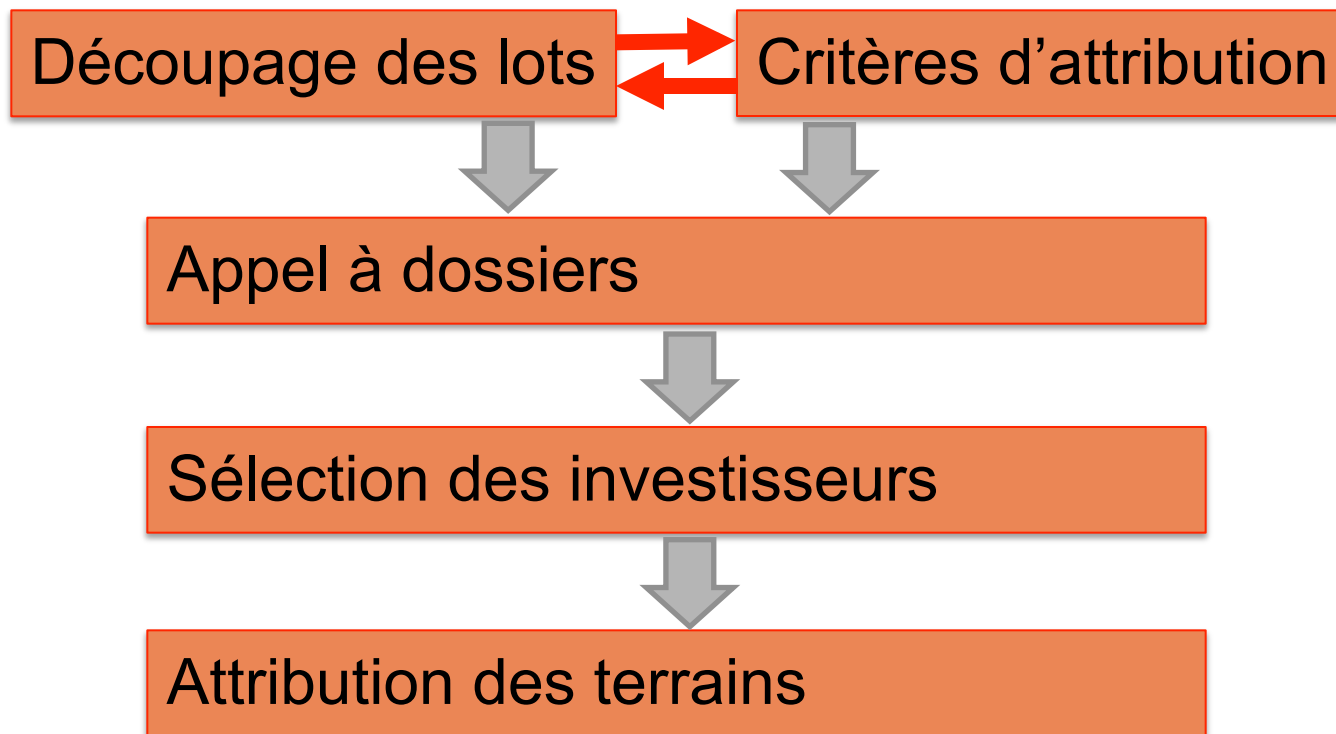 Découpage des lots
Critères d’attribution
Appel à dossiers
Sélection des investisseurs
Attribution des terrains